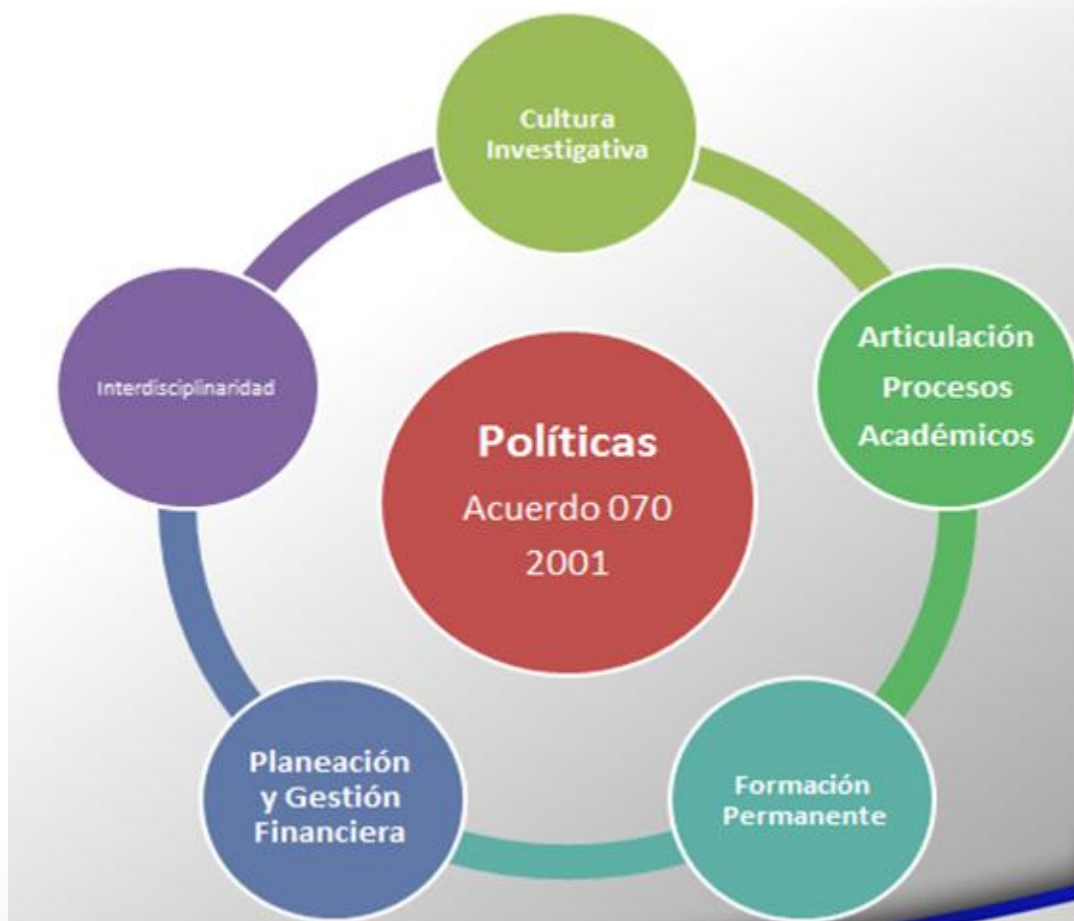 Cultura
Investigativa
Articulación
Procesos
Académicos
Interdisciplinaridad
Políticas
Acuerdo 070
2001
Planeación
y Gestión
Financiera
Formación
Permanente